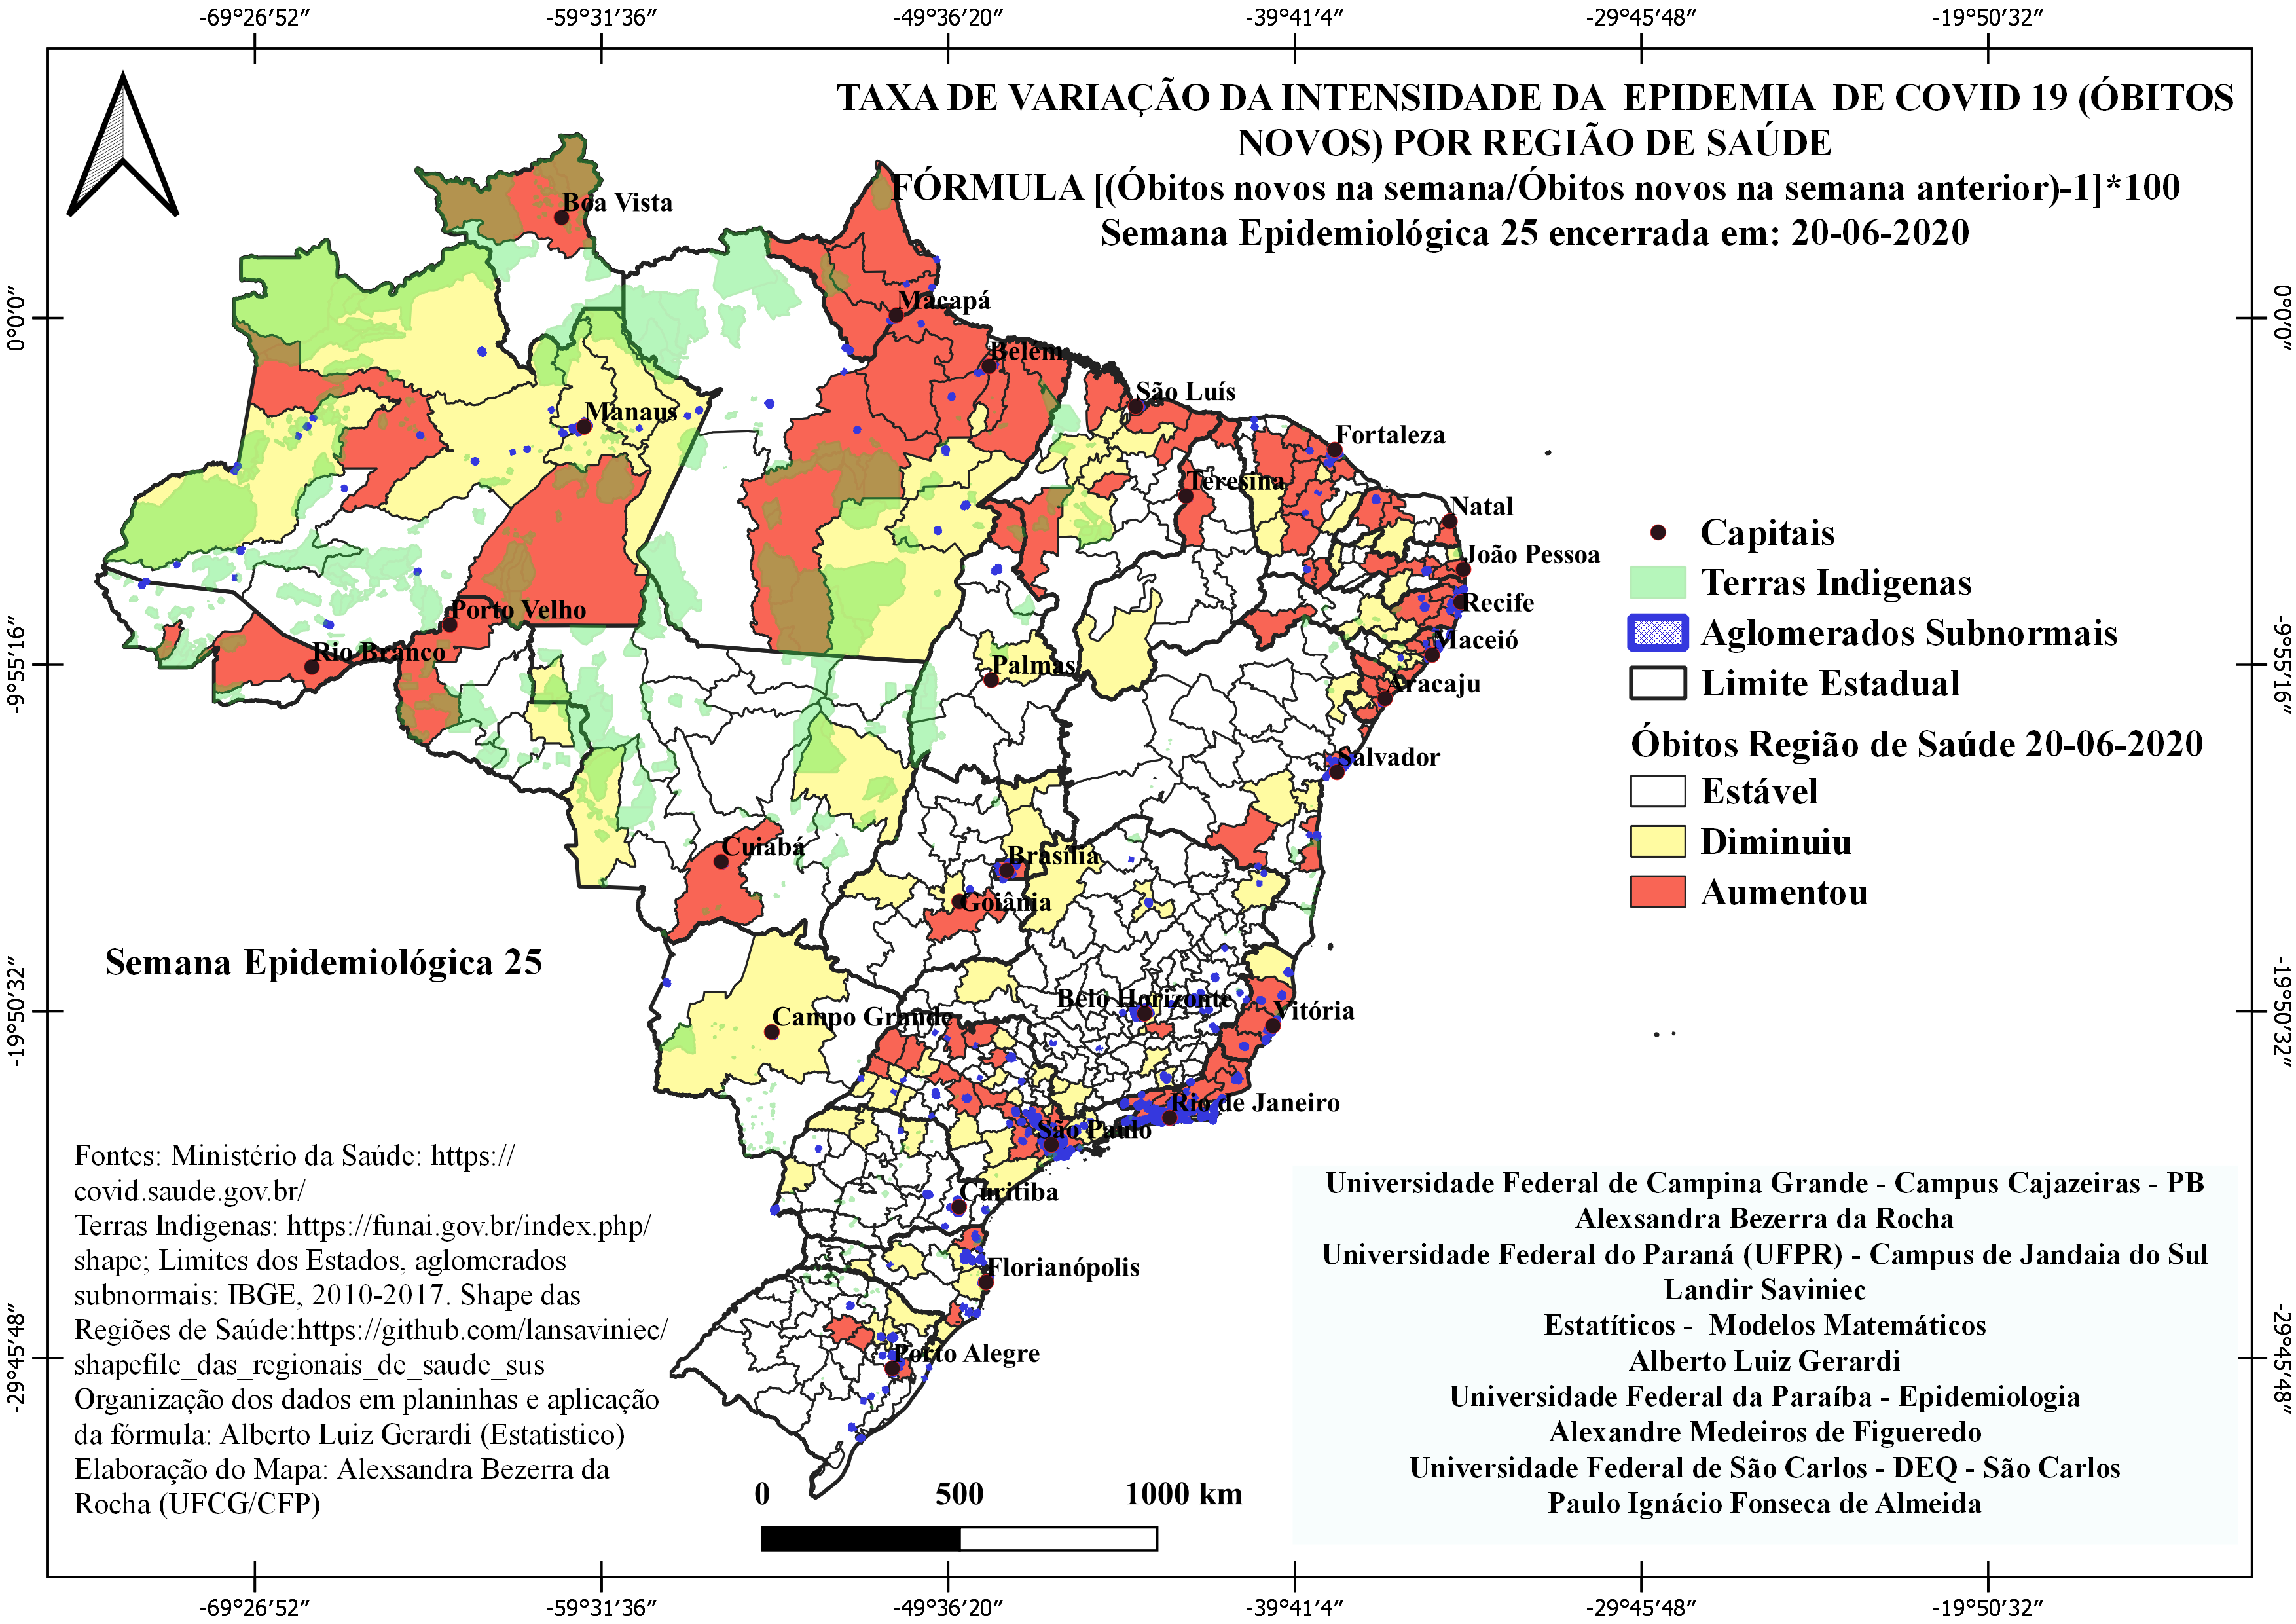 -69°26′52″ -59°31′36″ -49°36′20″ -39°41′4″ -29°45′48″ -19°50′32″
TAXA DE VARIAÇÃO DA INTENSIDADE DA EPIDEMIA DE COVID 19 (ÓBITOS
NOVOS) POR REGIÃO DE SAÚDE
FÓRMULA [(Óbitos novos na semana/Óbitos novos na semana anterior)-1]*100
Semana Epidemiológica 25 encerrada em: 20-06-2020
Boa Vista
0°0′0″
0°0′0″
Macapá
Belém
São Luís
Manaus
Fortaleza
Teresina
Natal
João Pessoa
Recife
Porto Velho
Maceió
Rio Branco
Palmas
Aracaju
-9°55′16″
-9°55′16″
Salvador
Cuiabá
Brasília
Goiânia
Capitais
Terras Indigenas
Aglomerados Subnormais
Limite Estadual
Óbitos Região de Saúde 20-06-2020
Estável
Diminuiu
Aumentou
Semana Epidemiológica 25
-19°50′32″
-19°50′32″
Belo Horizonte
Vitória
Campo Grande
Rio de Janeiro
São Paulo
Curitiba
Florianópolis
Porto Alegre
-29°45′48″
-29°45′48″
Fontes: Ministério da Saúde: https://
covid.saude.gov.br/
Terras Indigenas: https://funai.gov.br/index.php/
shape; Limites dos Estados, aglomerados
subnormais: IBGE, 2010-2017. Shape das
Regiões de Saúde:https://github.com/lansaviniec/
shapefile_das_regionais_de_saude_sus
Organização dos dados em planinhas e aplicação
da fórmula: Alberto Luiz Gerardi (Estatistico)
Elaboração do Mapa: Alexsandra Bezerra da
Rocha (UFCG/CFP)
0 500 1000 km
Universidade Federal de Campina Grande - Campus Cajazeiras - PB
Alexsandra Bezerra da Rocha
Universidade Federal do Paraná (UFPR) - Campus de Jandaia do Sul
Landir Saviniec
Estatíticos - Modelos Matemáticos
Alberto Luiz Gerardi
Universidade Federal da Paraíba - Epidemiologia
Alexandre Medeiros de Figueredo
Universidade Federal de São Carlos - DEQ - São Carlos
Paulo Ignácio Fonseca de Almeida
-69°26′52″ -59°31′36″ -49°36′20″ -39°41′4″ -29°45′48″ -19°50′32″